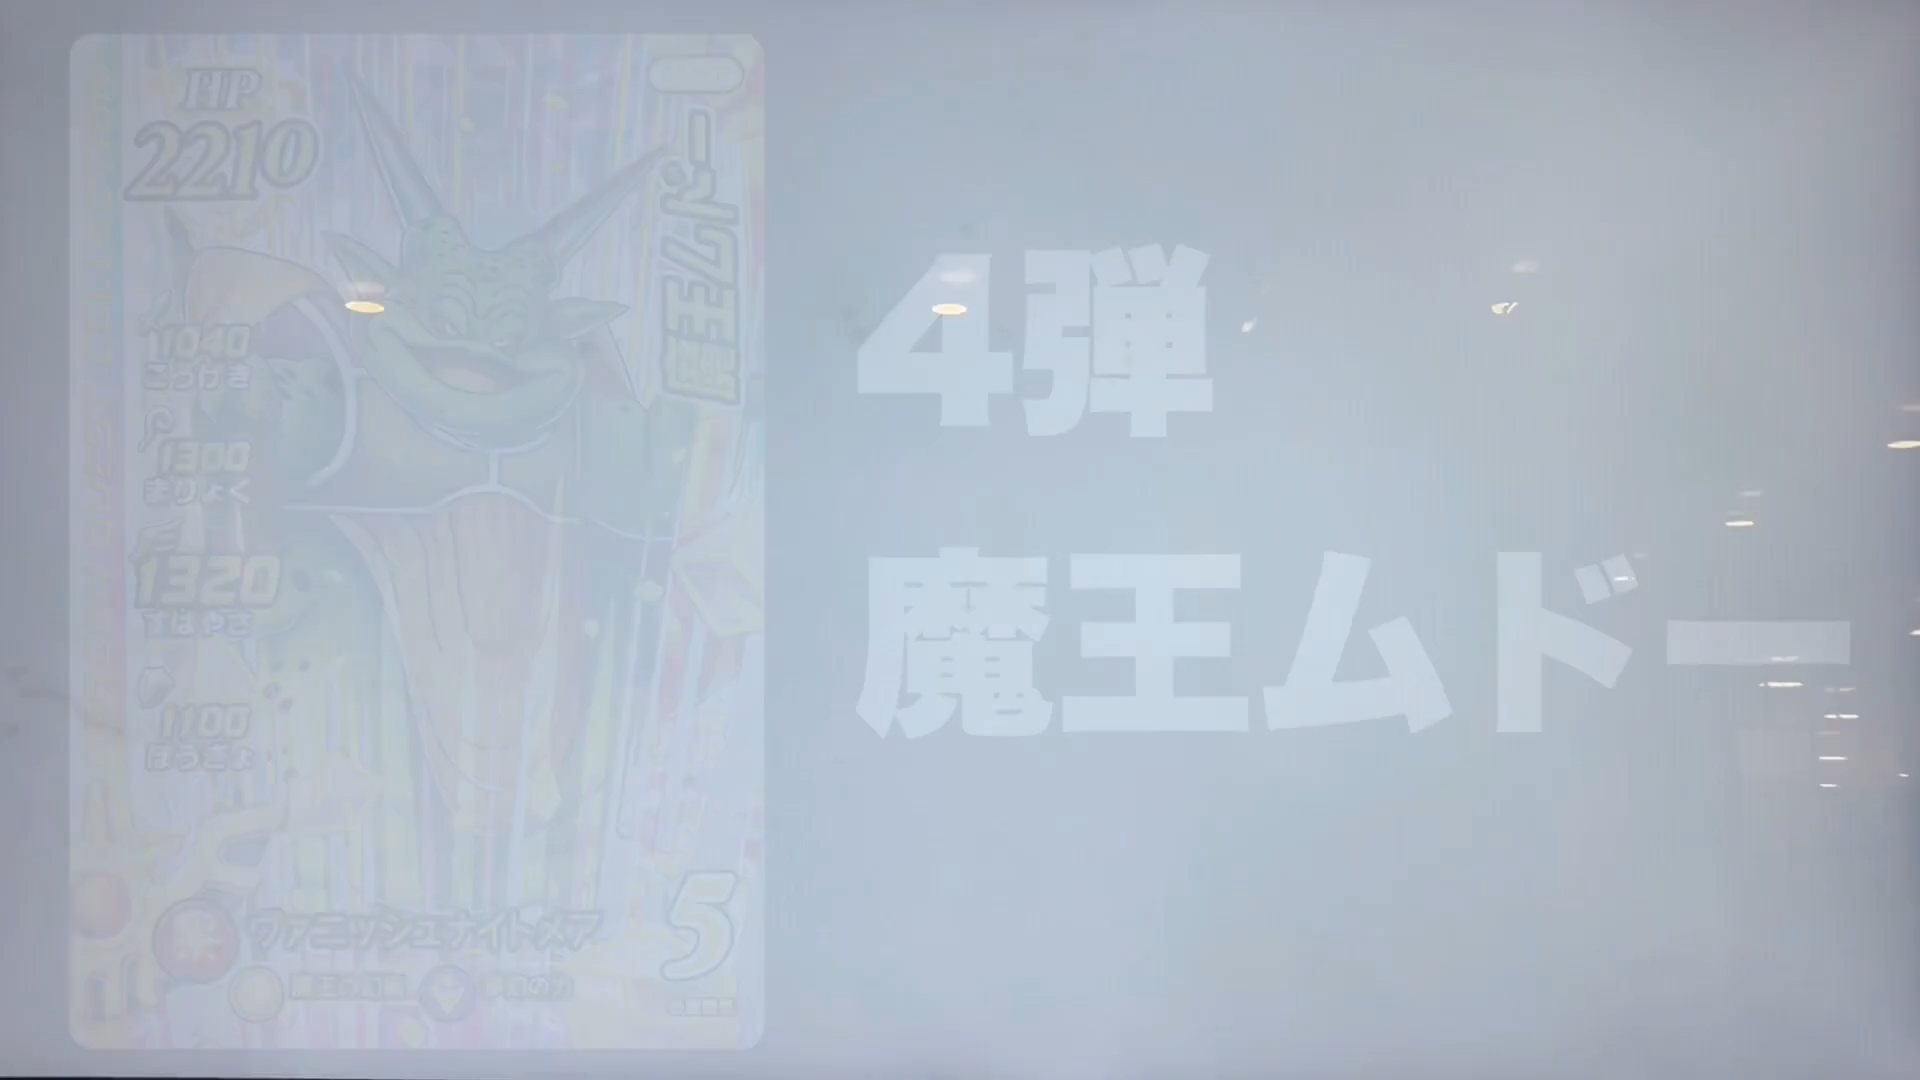 HP
2210
魔王ムドー
1040
こうげき
1300
まりょく
1320
すばやさ
1100
ぼうぎょ
ヴァニッシュナイトメア
5
4弾
魔王ムドー